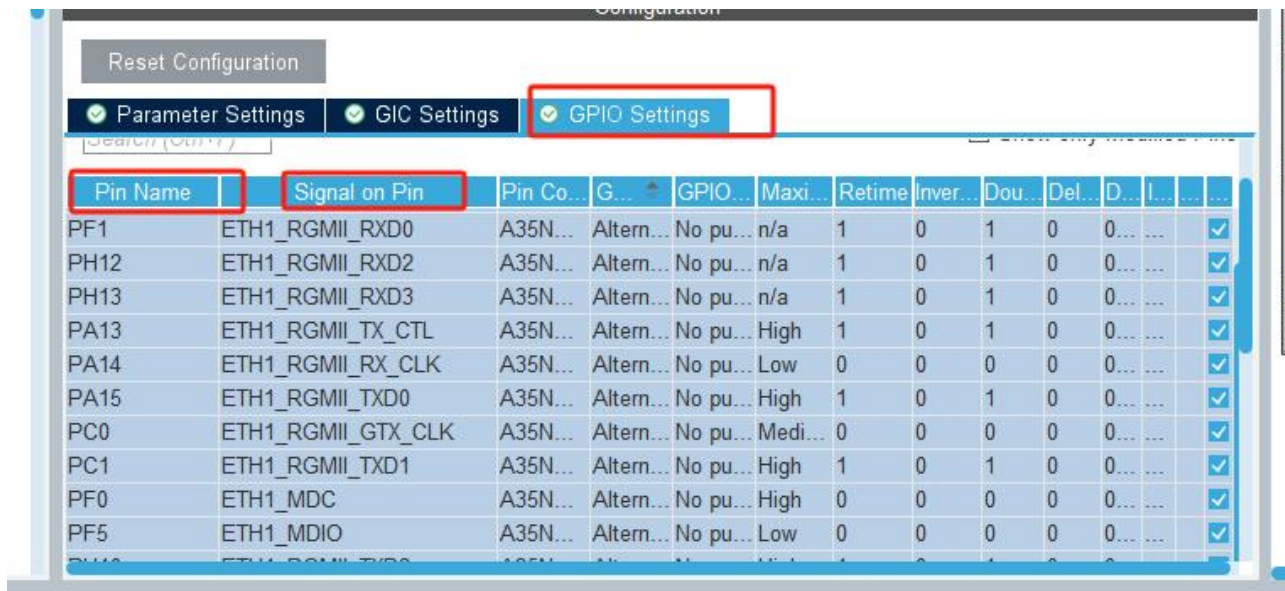 Configuration
Reset Configuration
Parameter Settings GIC Settings GPIO Settings
Pin Name Signal on Pin Pin Co... G... GPIO... Maxi... Retime Inver... Dou... Del... D... I... ... ...
PF1 ETH1_RGMII_RXD0 A35N... Altern... No pu... n/a 1 0 1 0 0... ...
PH12 ETH1_RGMII_RXD2 A35N... Altern... No pu... n/a 1 0 1 0 0... ...
PH13 ETH1_RGMII_RXD3 A35N... Altern... No pu... n/a 1 0 1 0 0... ...
PA13 ETH1_RGMII_TX_CTL A35N... Altern... No pu... High 1 0 1 0 0... ...
PA14 ETH1_RGMII_RX_CLK A35N... Altern... No pu... Low 0 0 0 0 0... ...
PA15 ETH1_RGMII_TXD0 A35N... Altern... No pu... High 1 0 1 0 0... ...
PC0 ETH1_RGMII_GTX_CLK A35N... Altern... No pu... Medi... 0 0 0 0 0... ...
PC1 ETH1_RGMII_TXD1 A35N... Altern... No pu... High 1 0 1 0 0... ...
PF0 ETH1_MDC A35N... Altern... No pu... High 0 0 0 0 0... ...
PF5 ETH1_MDIO A35N... Altern... No pu... Low 0 0 0 0 0... ...